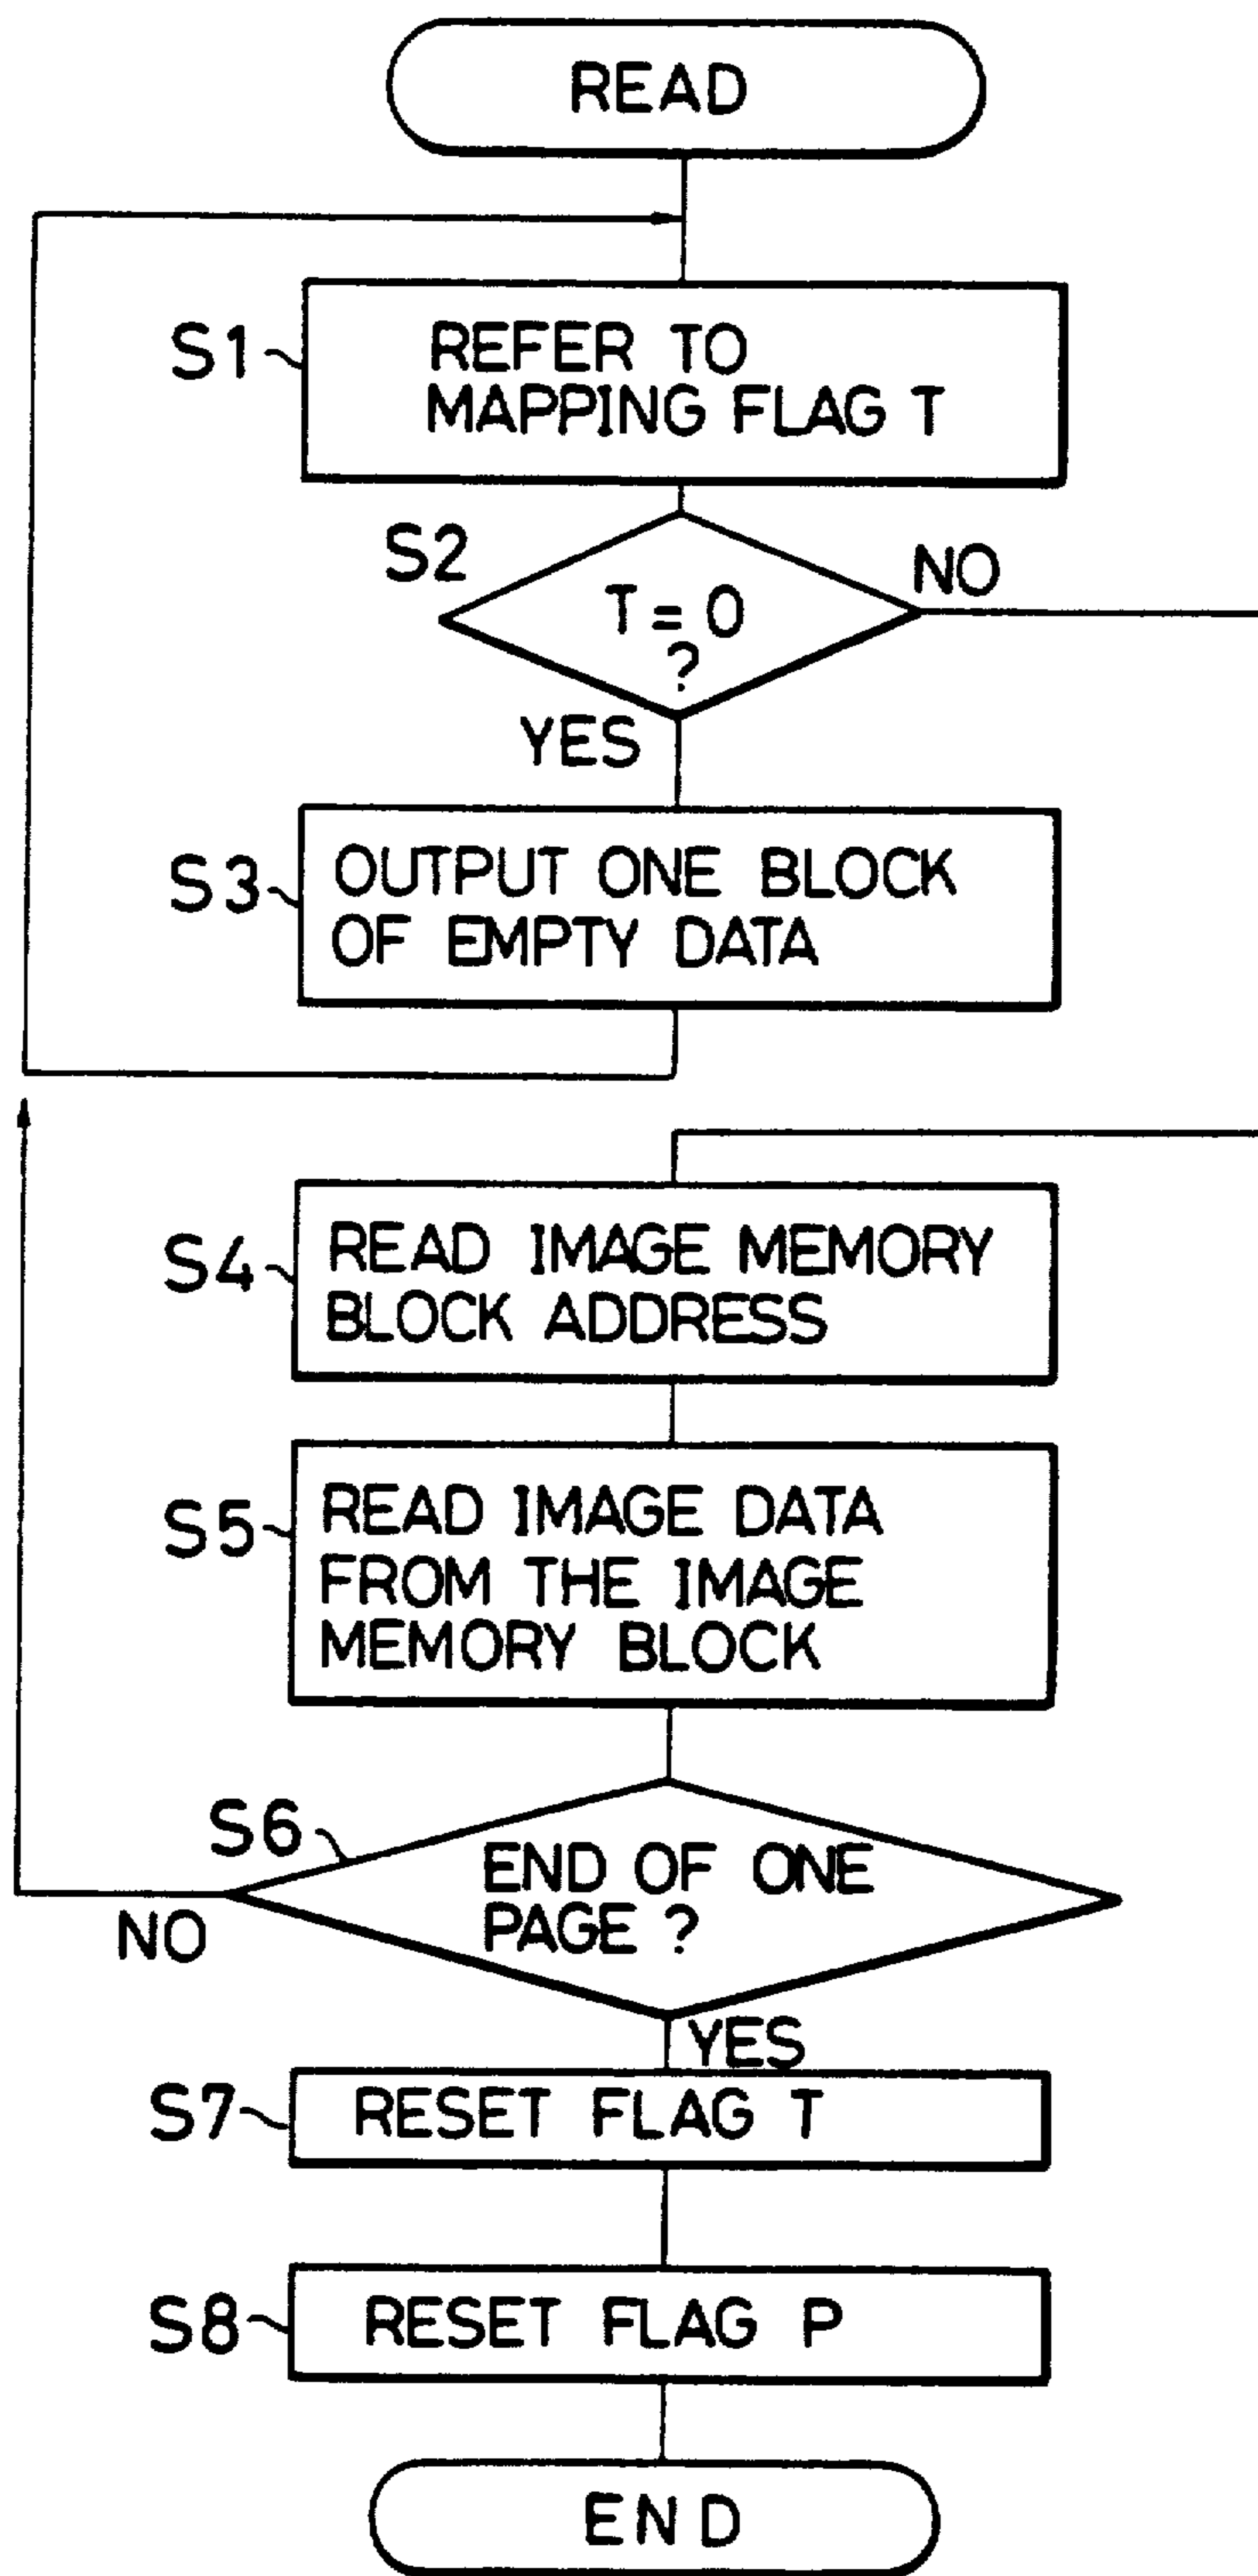 READ
S1
REFER TO
MAPPING FLAG T
S2
T = 0
?
NO
YES
S3
OUTPUT ONE BLOCK
OF EMPTY DATA
S4
READ IMAGE MEMORY
BLOCK ADDRESS
S5
READ IMAGE DATA
FROM THE IMAGE
MEMORY BLOCK
S6
END OF ONE
PAGE ?
NO
YES
S7
RESET FLAG T
S8
RESET FLAG P
END